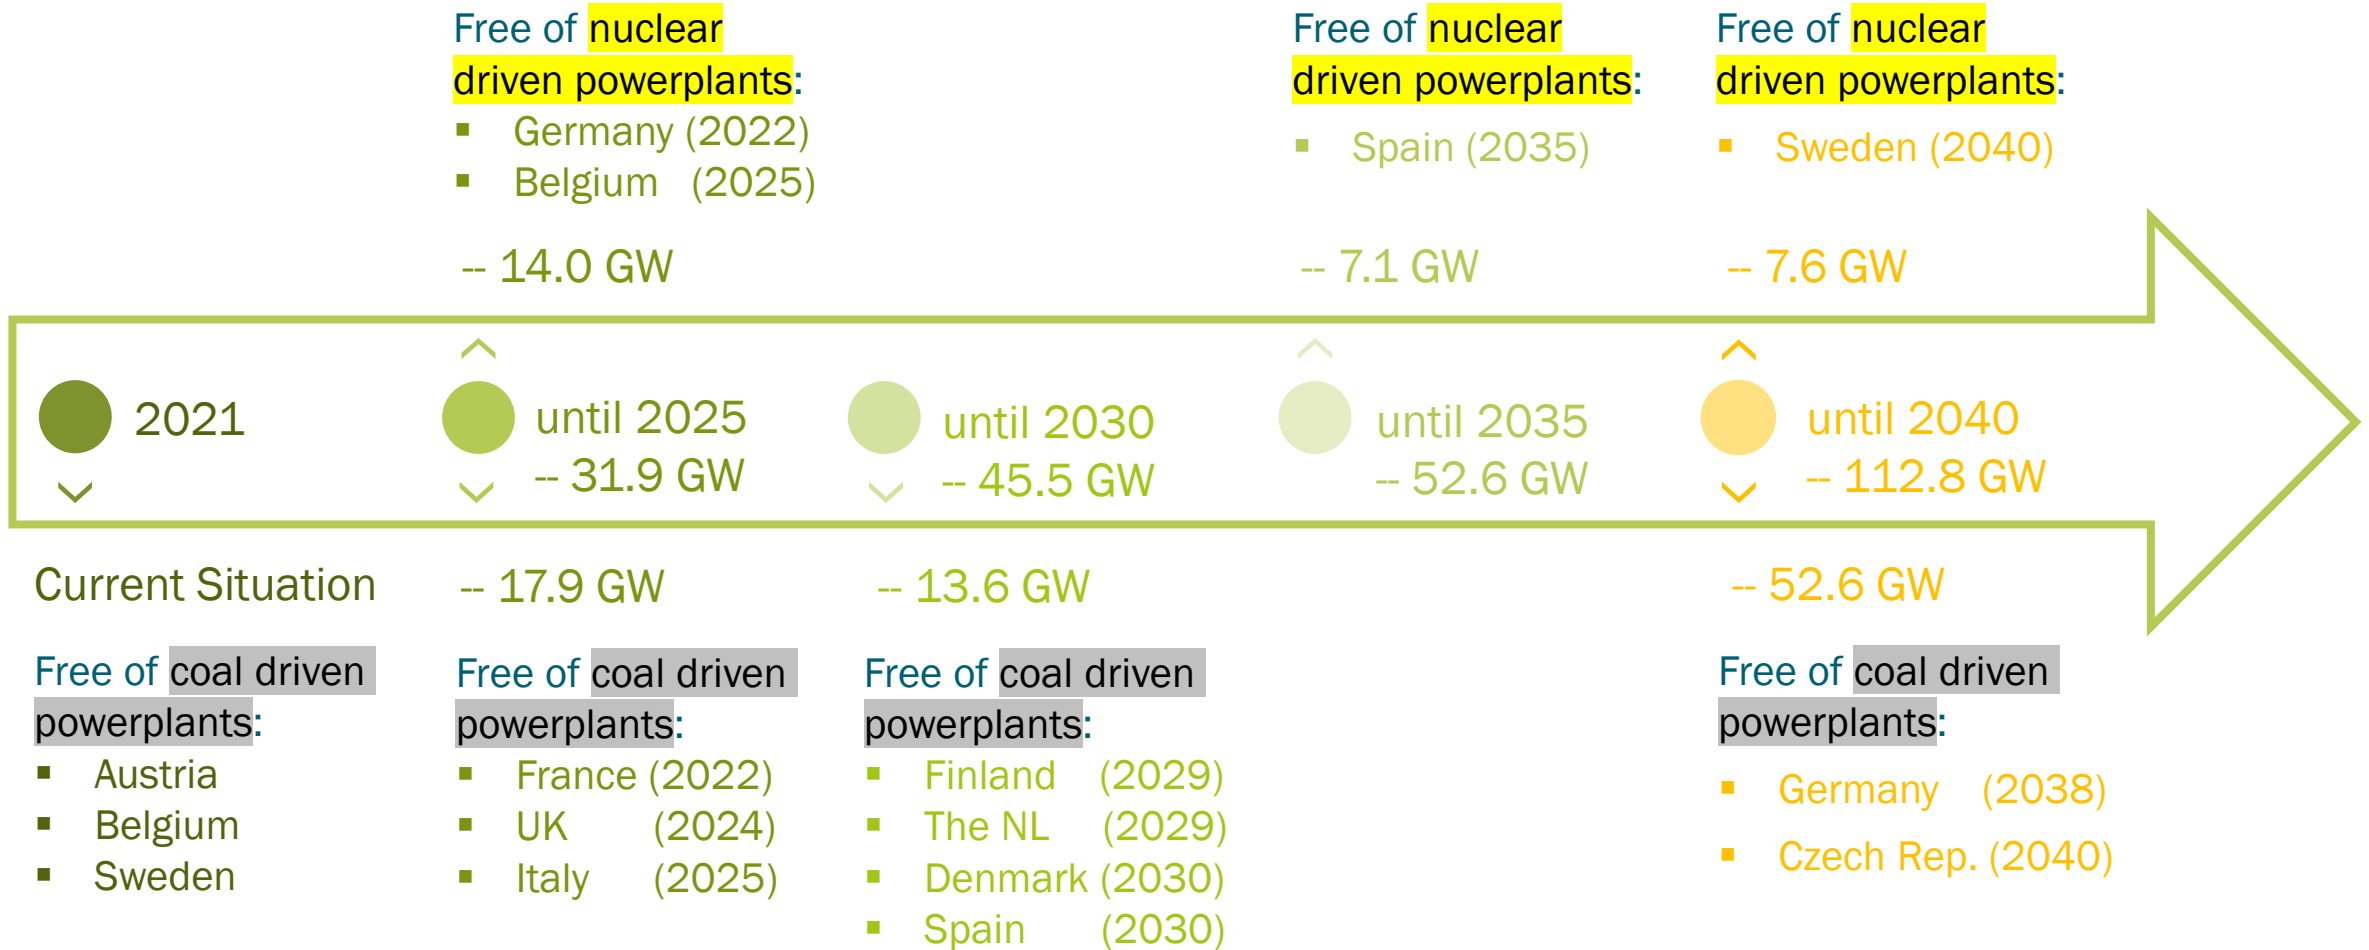 Free of nuclear
driven powerplants:
▪ Germany (2022)
▪ Belgium (2025)
-- 14.0 GW
Free of nuclear
driven powerplants:
▪ Spain (2035)
-- 7.1 GW
Free of nuclear
driven powerplants:
▪ Sweden (2040)
-- 7.6 GW
2021
until 2025
-- 31.9 GW
until 2030
-- 45.5 GW
until 2035
-- 52.6 GW
until 2040
-- 112.8 GW
Current Situation
Free of coal driven
powerplants:
▪ Austria
▪ Belgium
▪ Sweden
-- 17.9 GW
Free of coal driven
powerplants:
▪ France (2022)
▪ UK (2024)
▪ Italy (2025)
-- 13.6 GW
Free of coal driven
powerplants:
▪ Finland (2029)
▪ The NL (2029)
▪ Denmark (2030)
▪ Spain (2030)
-- 52.6 GW
Free of coal driven
powerplants:
▪ Germany (2038)
▪ Czech Rep. (2040)